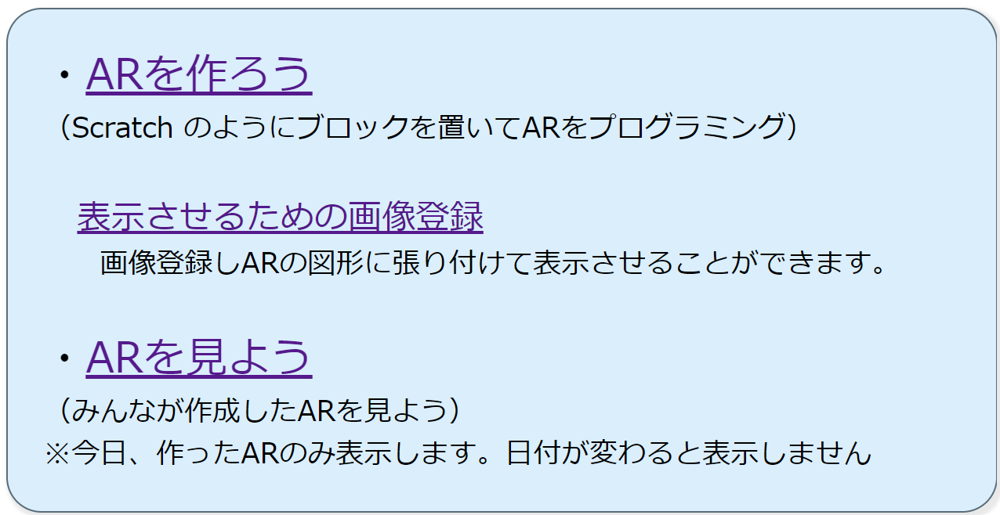 ・ARを作ろう
（Scratch のようにブロックを置いてARをプログラミング）
表示させるための画像登録
画像登録しARの図形に張り付けて表示させることができます。
・ARを見よう
（みんなが作成したARを見よう）
※今日、作ったARのみ表示します。日付が変わると表示しません